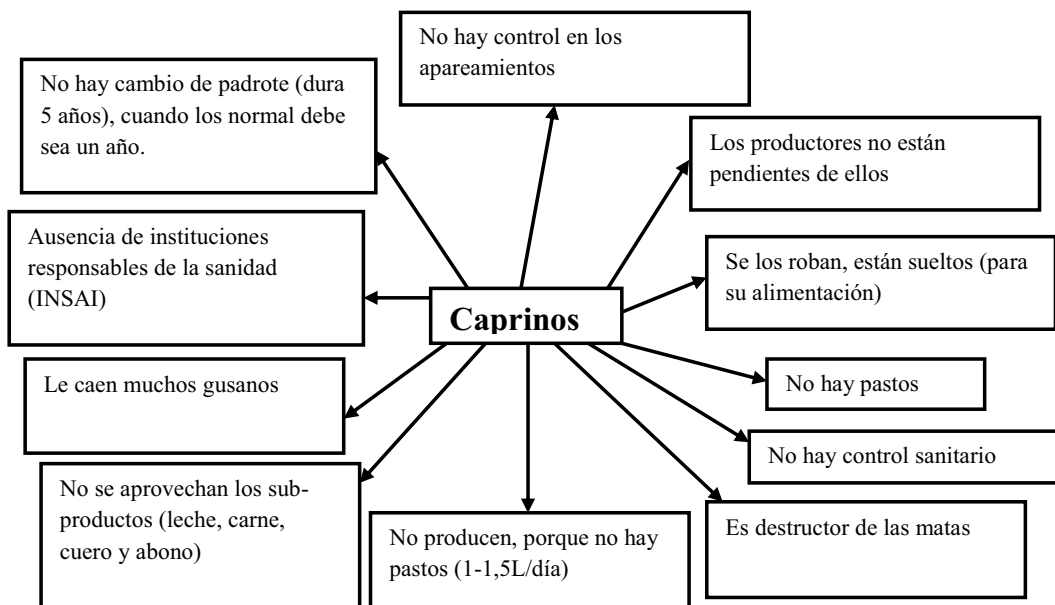 No hay control en los
apareamientos
No hay cambio de padrote (dura
5 años), cuando los normal debe
sea un año.
Los productores no están
pendientes de ellos
Ausencia de instituciones
responsables de la sanidad
(INSAI)
Se los roban, están sueltos (para
su alimentación)
Caprinos
Le caen muchos gusanos
No hay pastos
No hay control sanitario
No se aprovechan los sub-
productos (leche, carne,
cuero y abono)
No producen, porque no hay
pastos (1-1,5L/día)
Es destructor de las matas